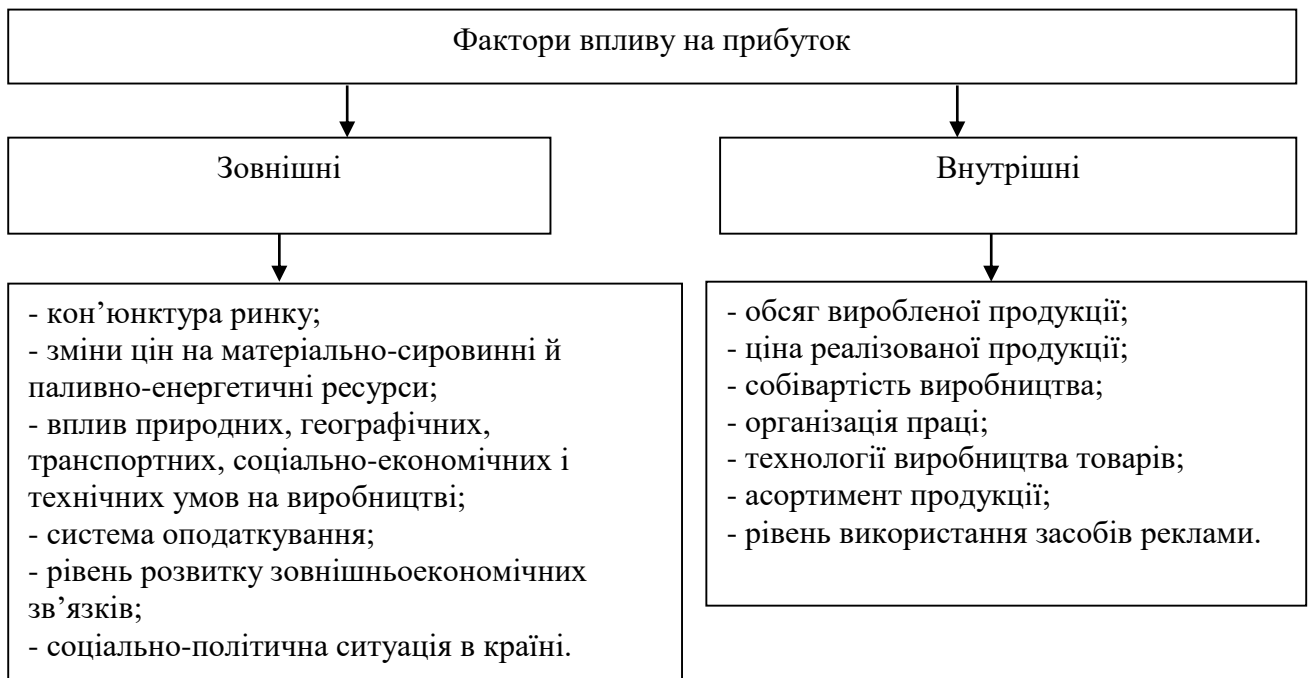 Фактори впливу на прибуток
Зовнішні
Внутрішні
- кон’юнктура ринку;
- зміни цін на матеріально-сировинні й
паливно-енергетичні ресурси;
- вплив природних, географічних,
транспортних, соціально-економічних і
технічних умов на виробництві;
- система оподаткування;
- рівень розвитку зовнішньоекономічних
зв’язків;
- соціально-політична ситуація в країні.
- обсяг виробленої продукції;
- ціна реалізованої продукції;
- собівартість виробництва;
- організація праці;
- технології виробництва товарів;
- асортимент продукції;
- рівень використання засобів реклами.